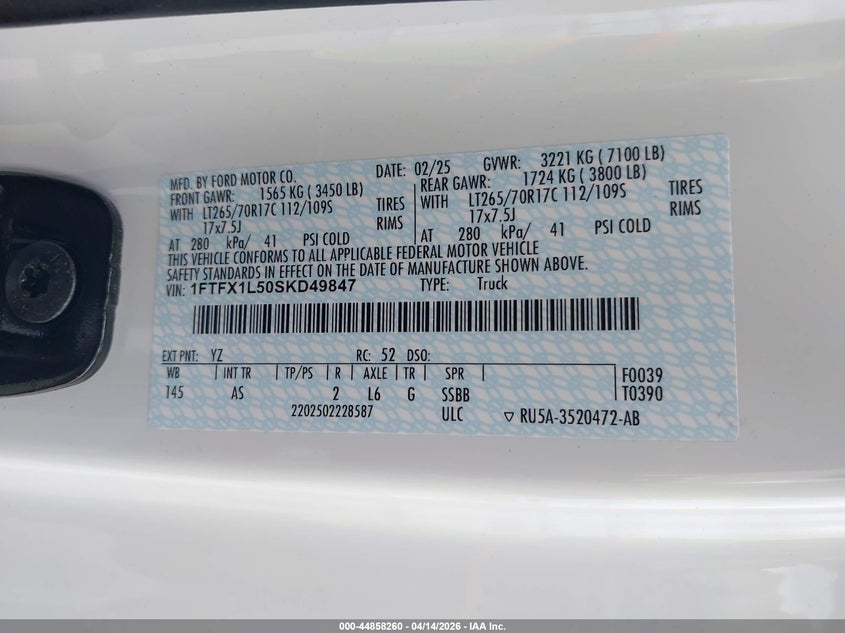 MFD. BY FORD MOTOR CO. DATE: 02/25 GVWR: 3221 KG ( 7100 LB)
FRONT GAWR: 1565 KG ( 3450 LB) REAR GAWR: 1724 KG ( 3800 LB)
WITH LT265/70R17C 112/109S TIRES WITH LT265/70R17C 112/109S TIRES
17x7.5J RIMS 17x7.5J RIMS
AT 280 kPa/ 41 PSI COLD AT 280 kPa/ 41 PSI COLD
THIS VEHICLE CONFORMS TO ALL APPLICABLE FEDERAL MOTOR VEHICLE
SAFETY STANDARDS IN EFFECT ON THE DATE OF MANUFACTURE SHOWN ABOVE.
VIN: 1FTFX1L50SKD49847 TYPE: Truck
EXT PNT: YZ RC: 52 DSO:
WB INT TR TP/PS R AXLE TR SPR F0039
145 AS 2 L6 G SSBB T0390
2202502228587 ULC ▽ RU5A-3520472-AB
000-44858260 - 04/14/2026 - IAA Inc.